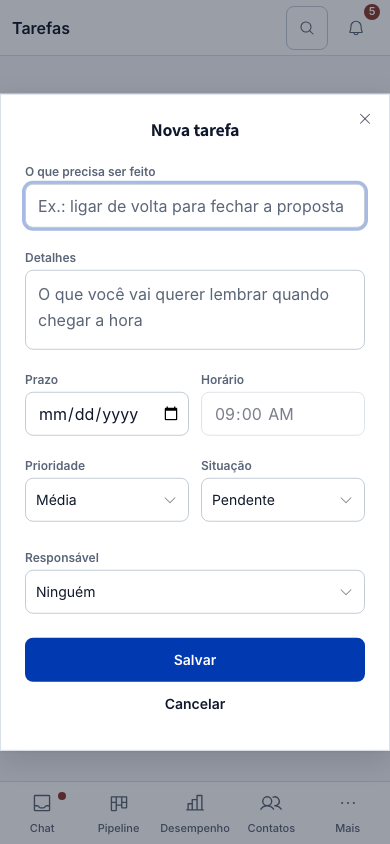 Tarefas
5
Nova tarefa
O que precisa ser feito
Ex.: ligar de volta para fechar a proposta
Detalhes
O que você vai querer lembrar quando
chegar a hora
Prazo
Horário
mm/dd/yyyy
09:00 AM
Prioridade
Situação
Média
Pendente
Responsável
Ninguém
Salvar
Cancelar
Chat
Pipeline
Desempenho
Contatos
Mais